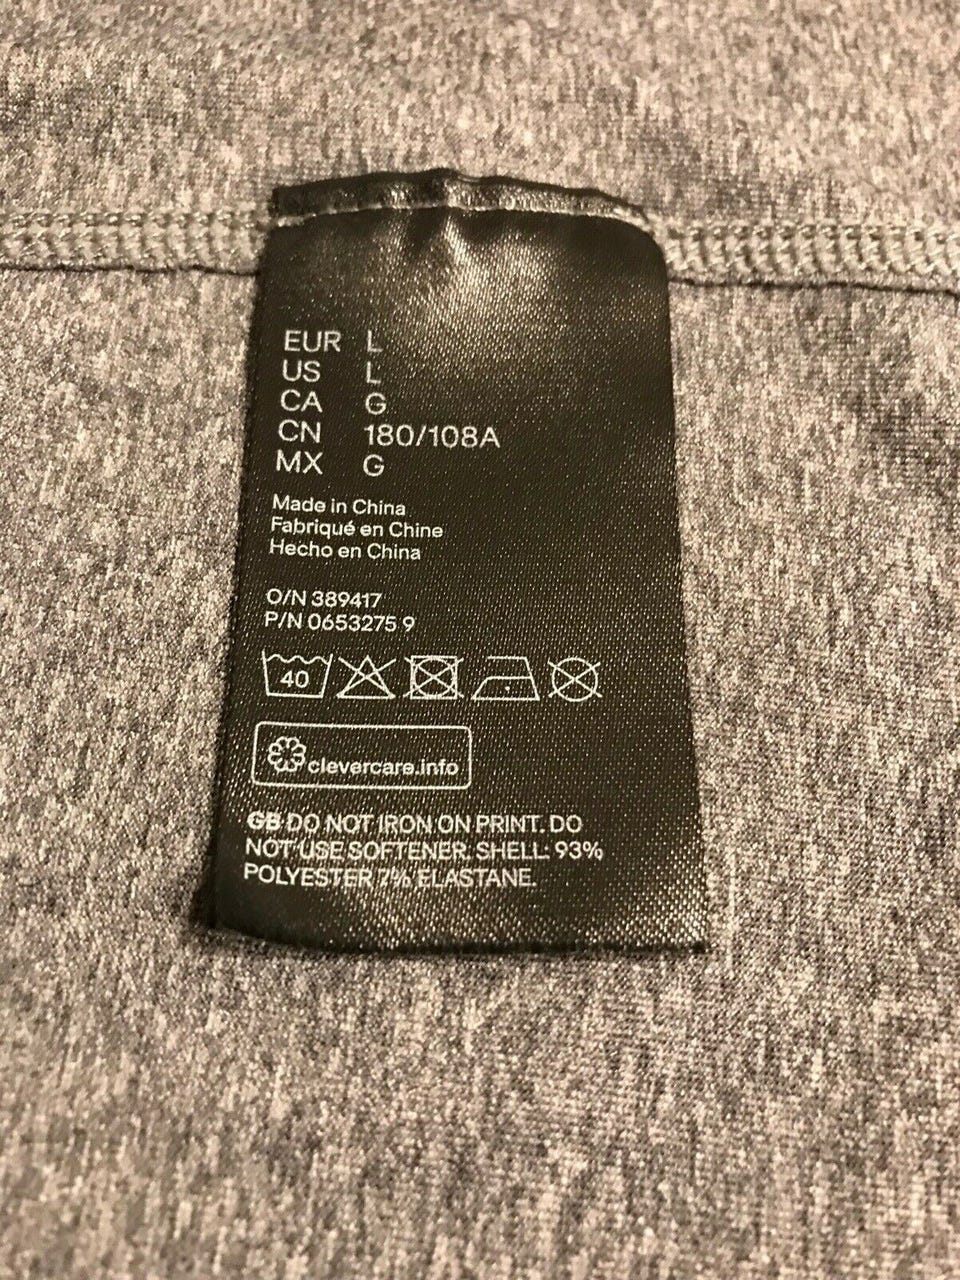 EUR L
US L
CA G
CN 180/108A
MX G
Made in China
Fabriqué en Chine
Hecho en China
O/N 389417
P/N 0653275 9
40
clevercare.info
GB DO NOT IRON ON PRINT. DO
NOT USE SOFTENER. SHELL: 93%
POLYESTER 7% ELASTANE.